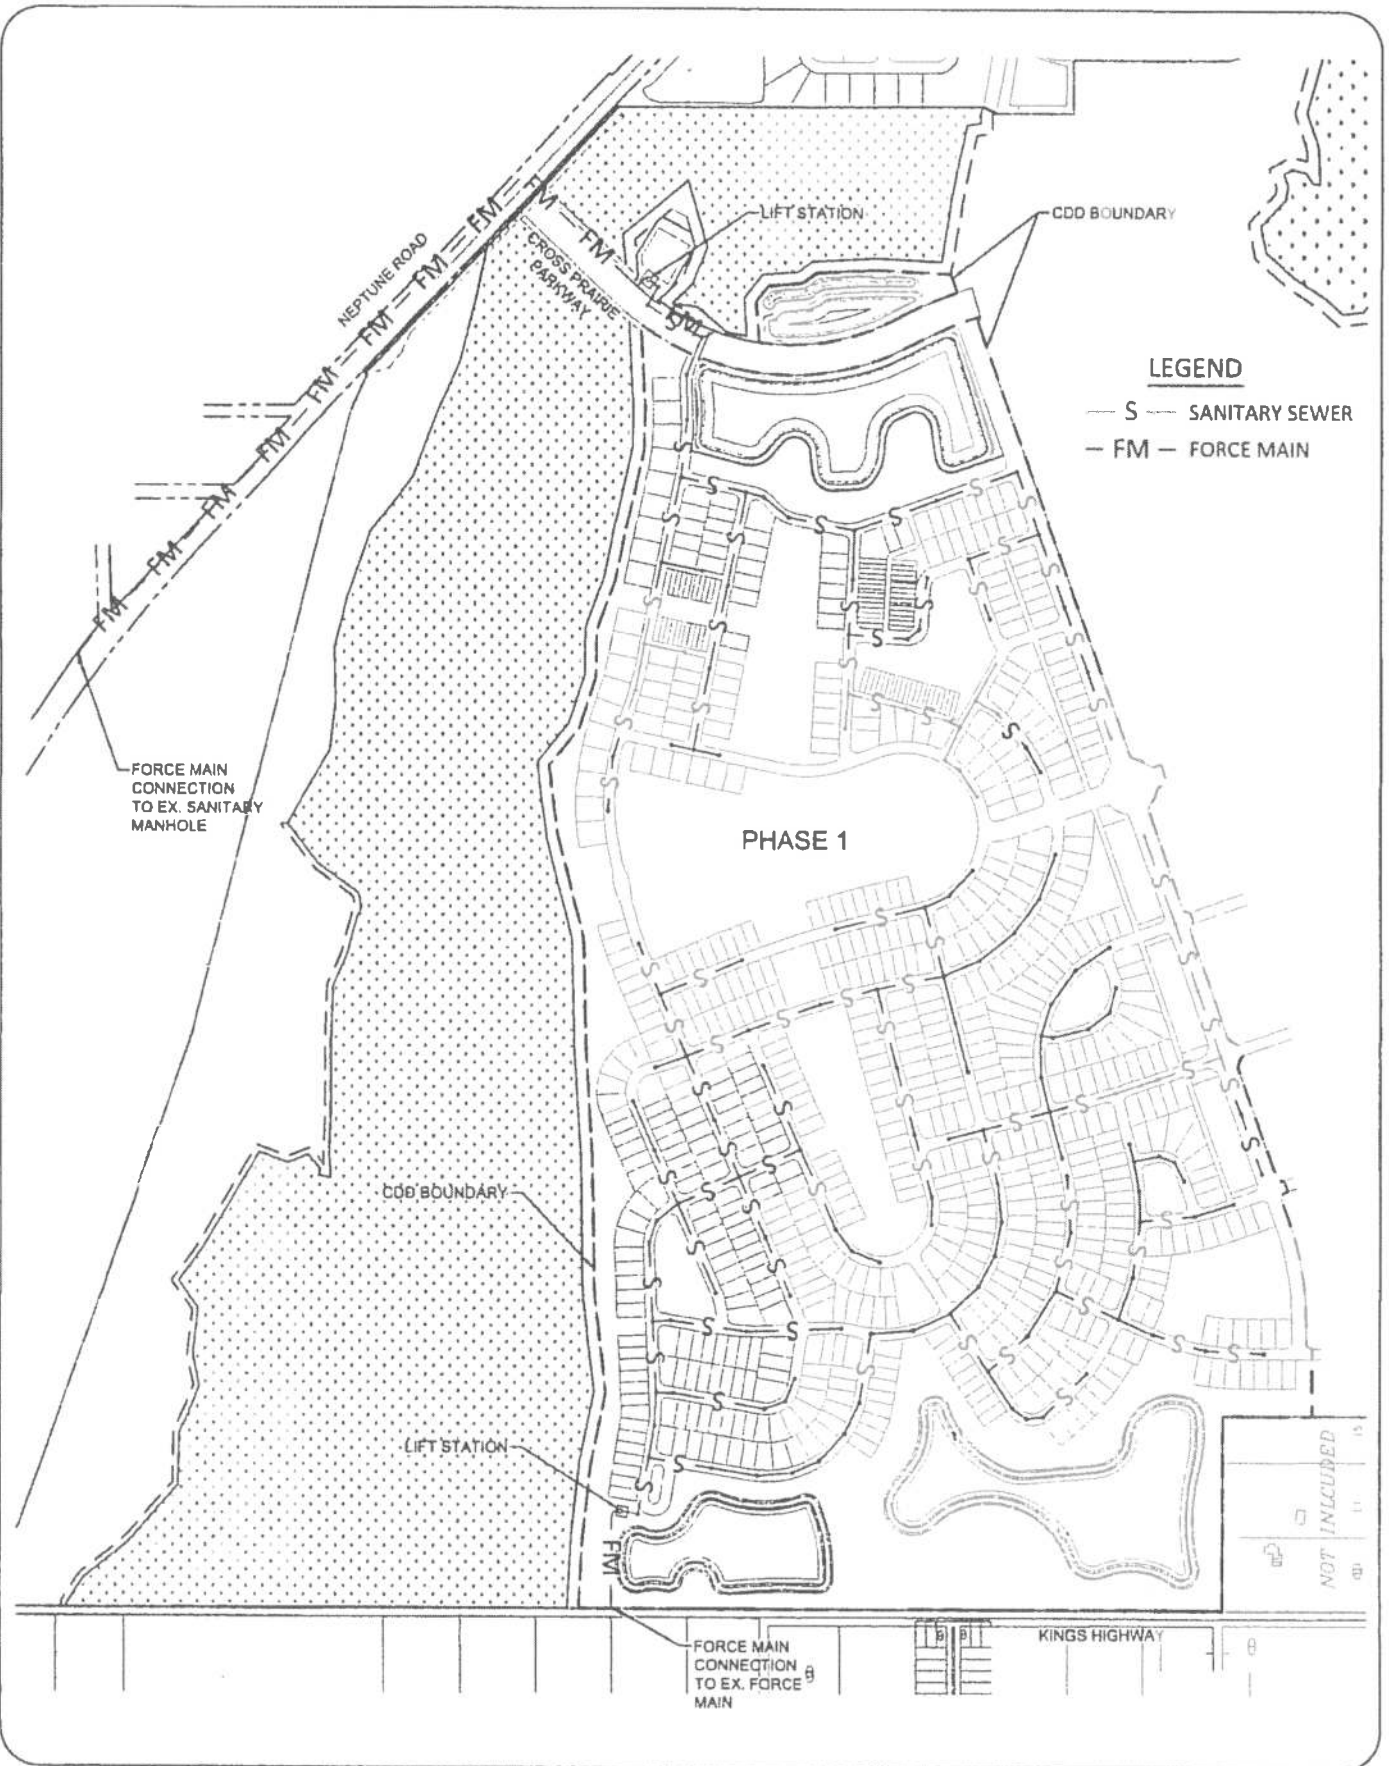 LIFT STATION
CDD BOUNDARY
NEPTUNE ROAD
CROSS PRAIRIE
PARKWAY
LEGEND
S SANITARY SEWER
FM FORCE MAIN
FORCE MAIN
CONNECTION
TO EX. SANITARY
MANHOLE
PHASE 1
CDD BOUNDARY
LIFT STATION
NOT INLCUDED
FM
FORCE MAIN
CONNECTION
TO EX. FORCE
MAIN
KINGS HIGHWAY